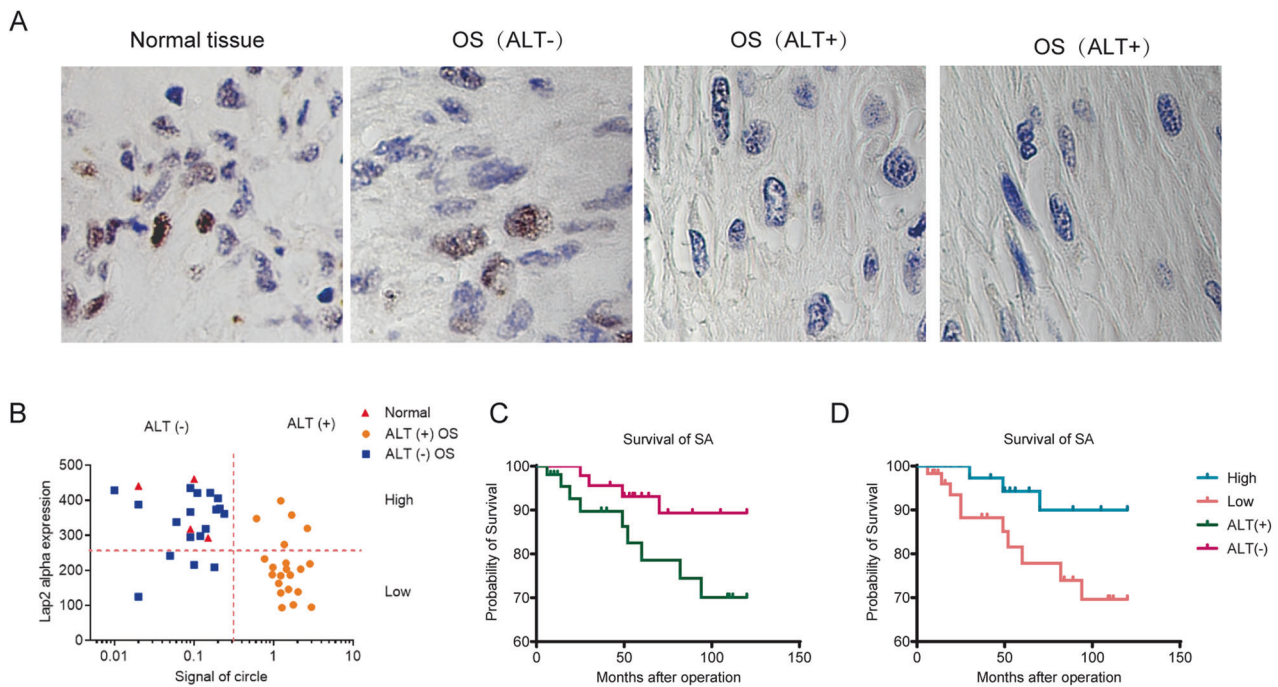 A
Normal tissue
OS（ALT-）
OS（ALT+）
OS（ALT+）
B
ALT (-)
ALT (+)
Normal
ALT (+) OS
ALT (-) OS
500
400
300
200
100
0
High
Low
Lap2 alpha expression
0.01
0.1
1
10
Signal of circle
C
Survival of SA
100
90
80
70
60
Probability of Survival
0
50
100
150
Months after operation
D
Survival of SA
100
90
80
70
60
Probability of Survival
0
50
100
150
Months after operation
High
Low
ALT(+)
ALT(-)